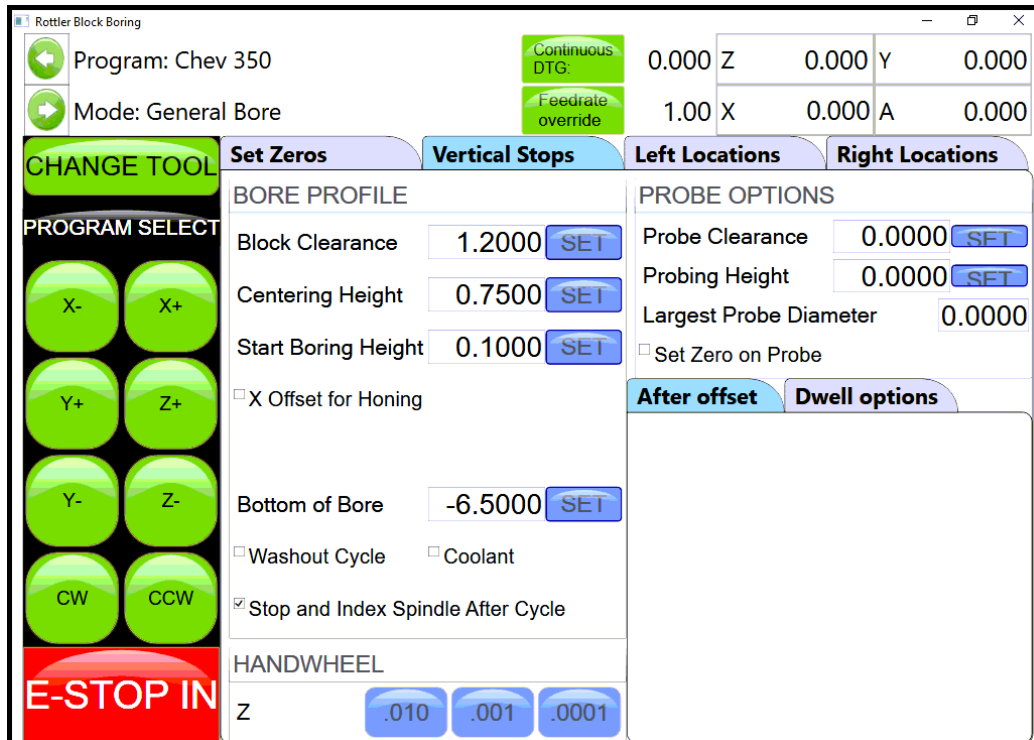 Rottler Block Boring
Program: Chev 350
Continuous DTG:
0.000 Z 0.000 Y 0.000
Mode: General Bore
Feedrate override
1.00 X 0.000 A 0.000
CHANGE TOOL
PROGRAM SELECT
X- X+
Y+ Z+
Y- Z-
CW CCW
E-STOP IN
Set Zeros Vertical Stops Left Locations Right Locations
BORE PROFILE
Block Clearance 1.2000 SET
Centering Height 0.7500 SET
Start Boring Height 0.1000 SET
X Offset for Honing
Bottom of Bore -6.5000 SET
Washout Cycle Coolant
Stop and Index Spindle After Cycle
HANDWHEEL
Z .010 .001 .0001
PROBE OPTIONS
Probe Clearance 0.0000 SET
Probing Height 0.0000 SET
Largest Probe Diameter 0.0000
Set Zero on Probe
After offset Dwell options